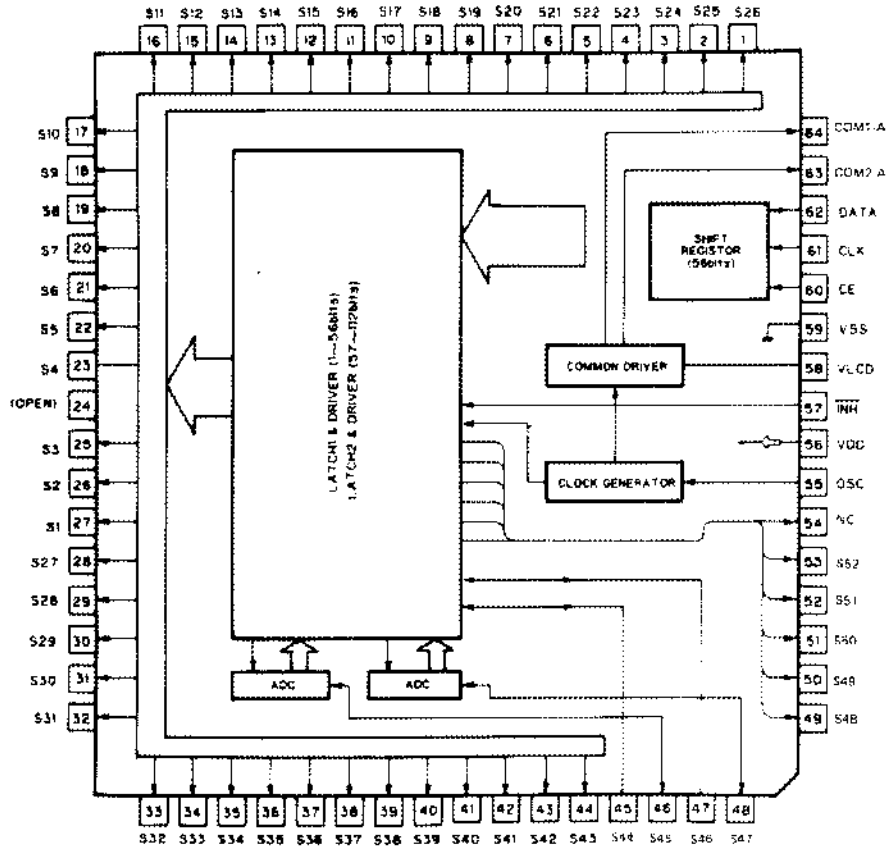 S11 S12 S13 S14 S15 S16 S17 S18 S19 S20 S21 S22 S23 S24 S25 S26
16 15 14 13 12 11 10 9 8 7 6 5 4 3 2 1
S10 17
S9 18
S8 19
S7 20
S6 21
S5 22
S4 23
(OPEN) 24
S3 25
S2 26
S1 27
S27 28
S28 29
S29 30
S30 31
S31 32
LATCH1 & DRIVER (1~56bits)
LATCH2 & DRIVER (57~112bits)
ADC
ADC
SHIFT
REGISTER
(56bits)
COMMON DRIVER
CLOCK GENERATOR
64 COM1-A
63 COM2-A
62 DATA
61 CLK
60 CE
59 VSS
58 VLCD
57 INH
56 VDD
55 OSC
54 NC
53 S52
52 S51
51 S50
50 S49
49 S48
33 34 35 36 37 38 39 40 41 42 43 44 45 46 47 48
S32 S33 S34 S35 S36 S37 S38 S39 S40 S41 S42 S43 S44 S45 S46 S47